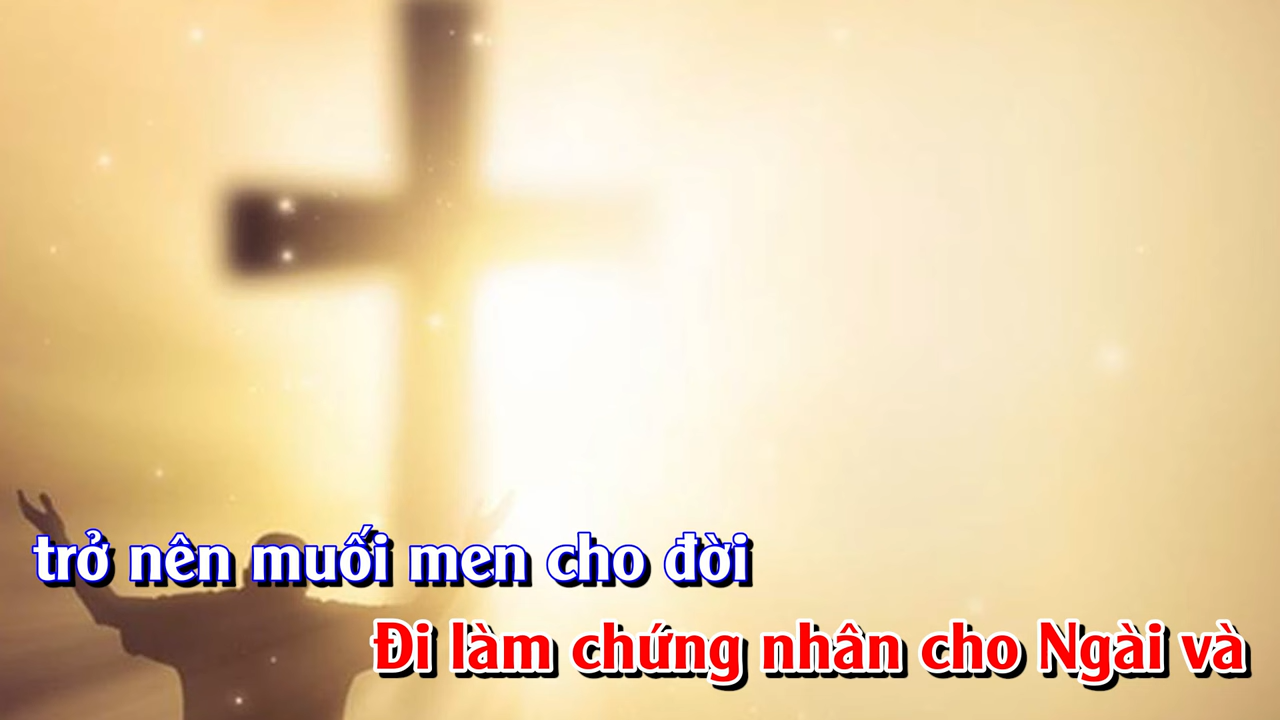 trở nên muối men cho đời
Đi làm chứng nhân cho Ngài và